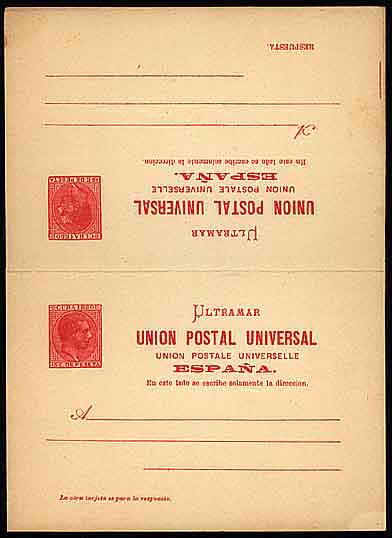 RESPUESTA.
A
En este lado se escribe solamente la direccion.
ESPAÑA.
UNION POSTALE UNIVERSELLE
UNION POSTAL UNIVERSAL
ULTRAMAR
ULTRAMAR
UNION POSTAL UNIVERSAL
UNION POSTALE UNIVERSELLE
ESPAÑA.
En este lado se escribe solamente la direccion.
A
La otra tarjeta es para la respuesta.